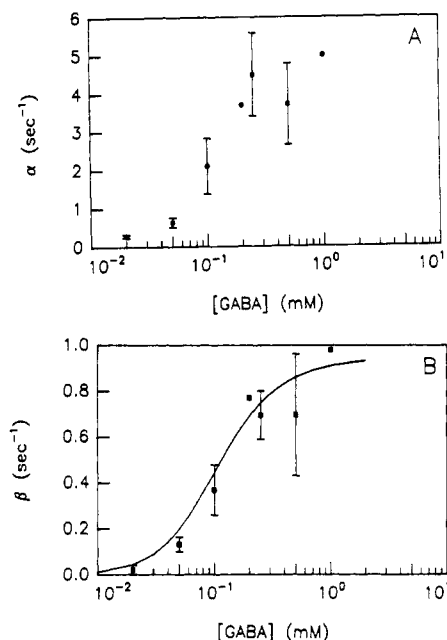 A
6
5
4
3
2
1
0
α (sec⁻¹)
10⁻² 10⁻¹ 10⁰ 10¹
[GABA] (mM)
B
1.0
0.8
0.6
0.4
0.2
0.0
β (sec⁻¹)
10⁻² 10⁻¹ 10⁰ 10¹
[GABA] (mM)